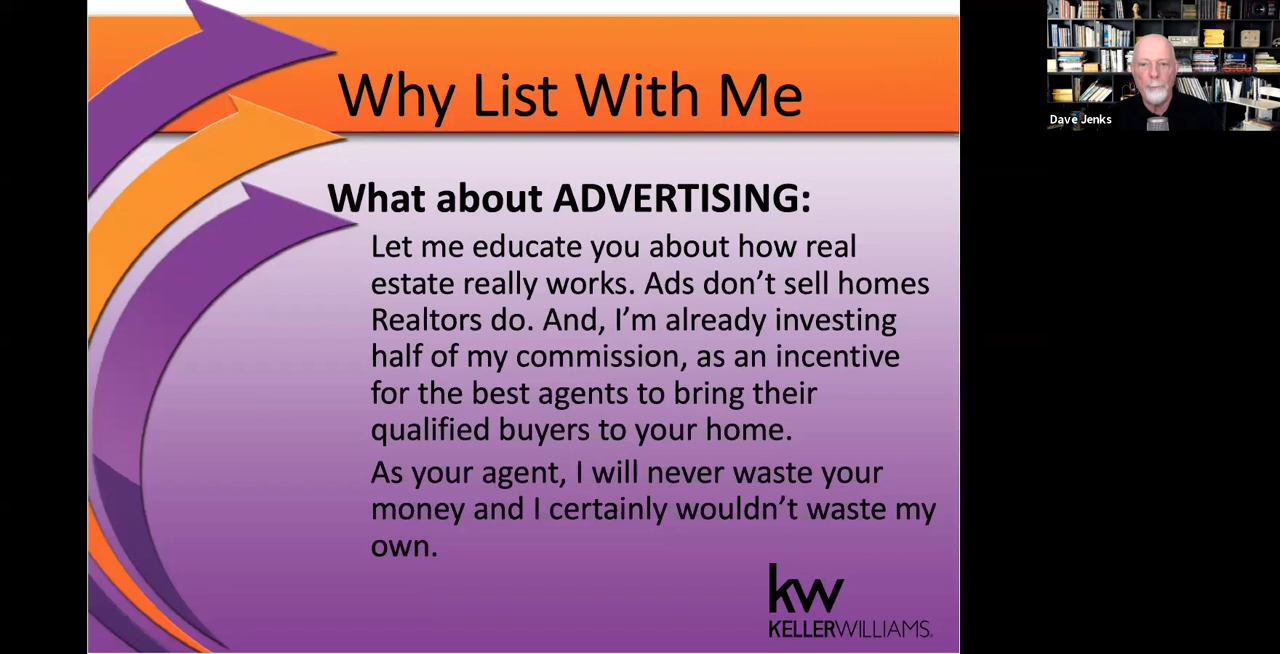 Why List With Me
Dave Jenks
What about ADVERTISING:
Let me educate you about how real
estate really works. Ads don’t sell homes
Realtors do. And, I’m already investing
half of my commission, as an incentive
for the best agents to bring their
qualified buyers to your home.
As your agent, I will never waste your
money and I certainly wouldn’t waste my
own.
kw
KELLERWILLIAMS.